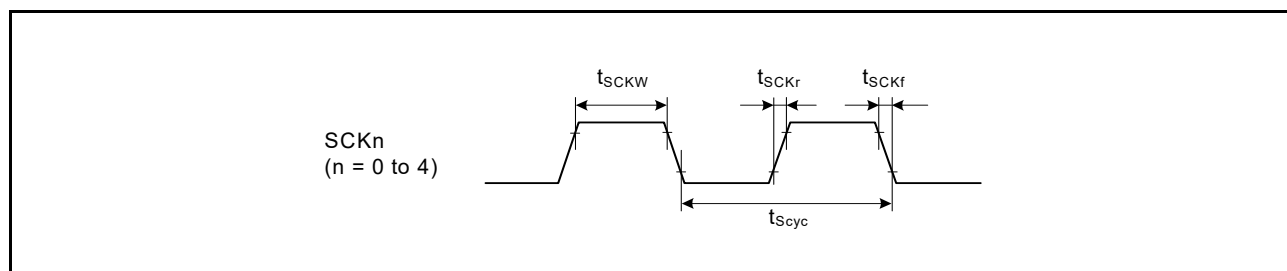 tSCKW
tSCKr
tSCKf
SCKn
(n = 0 to 4)
tScyc